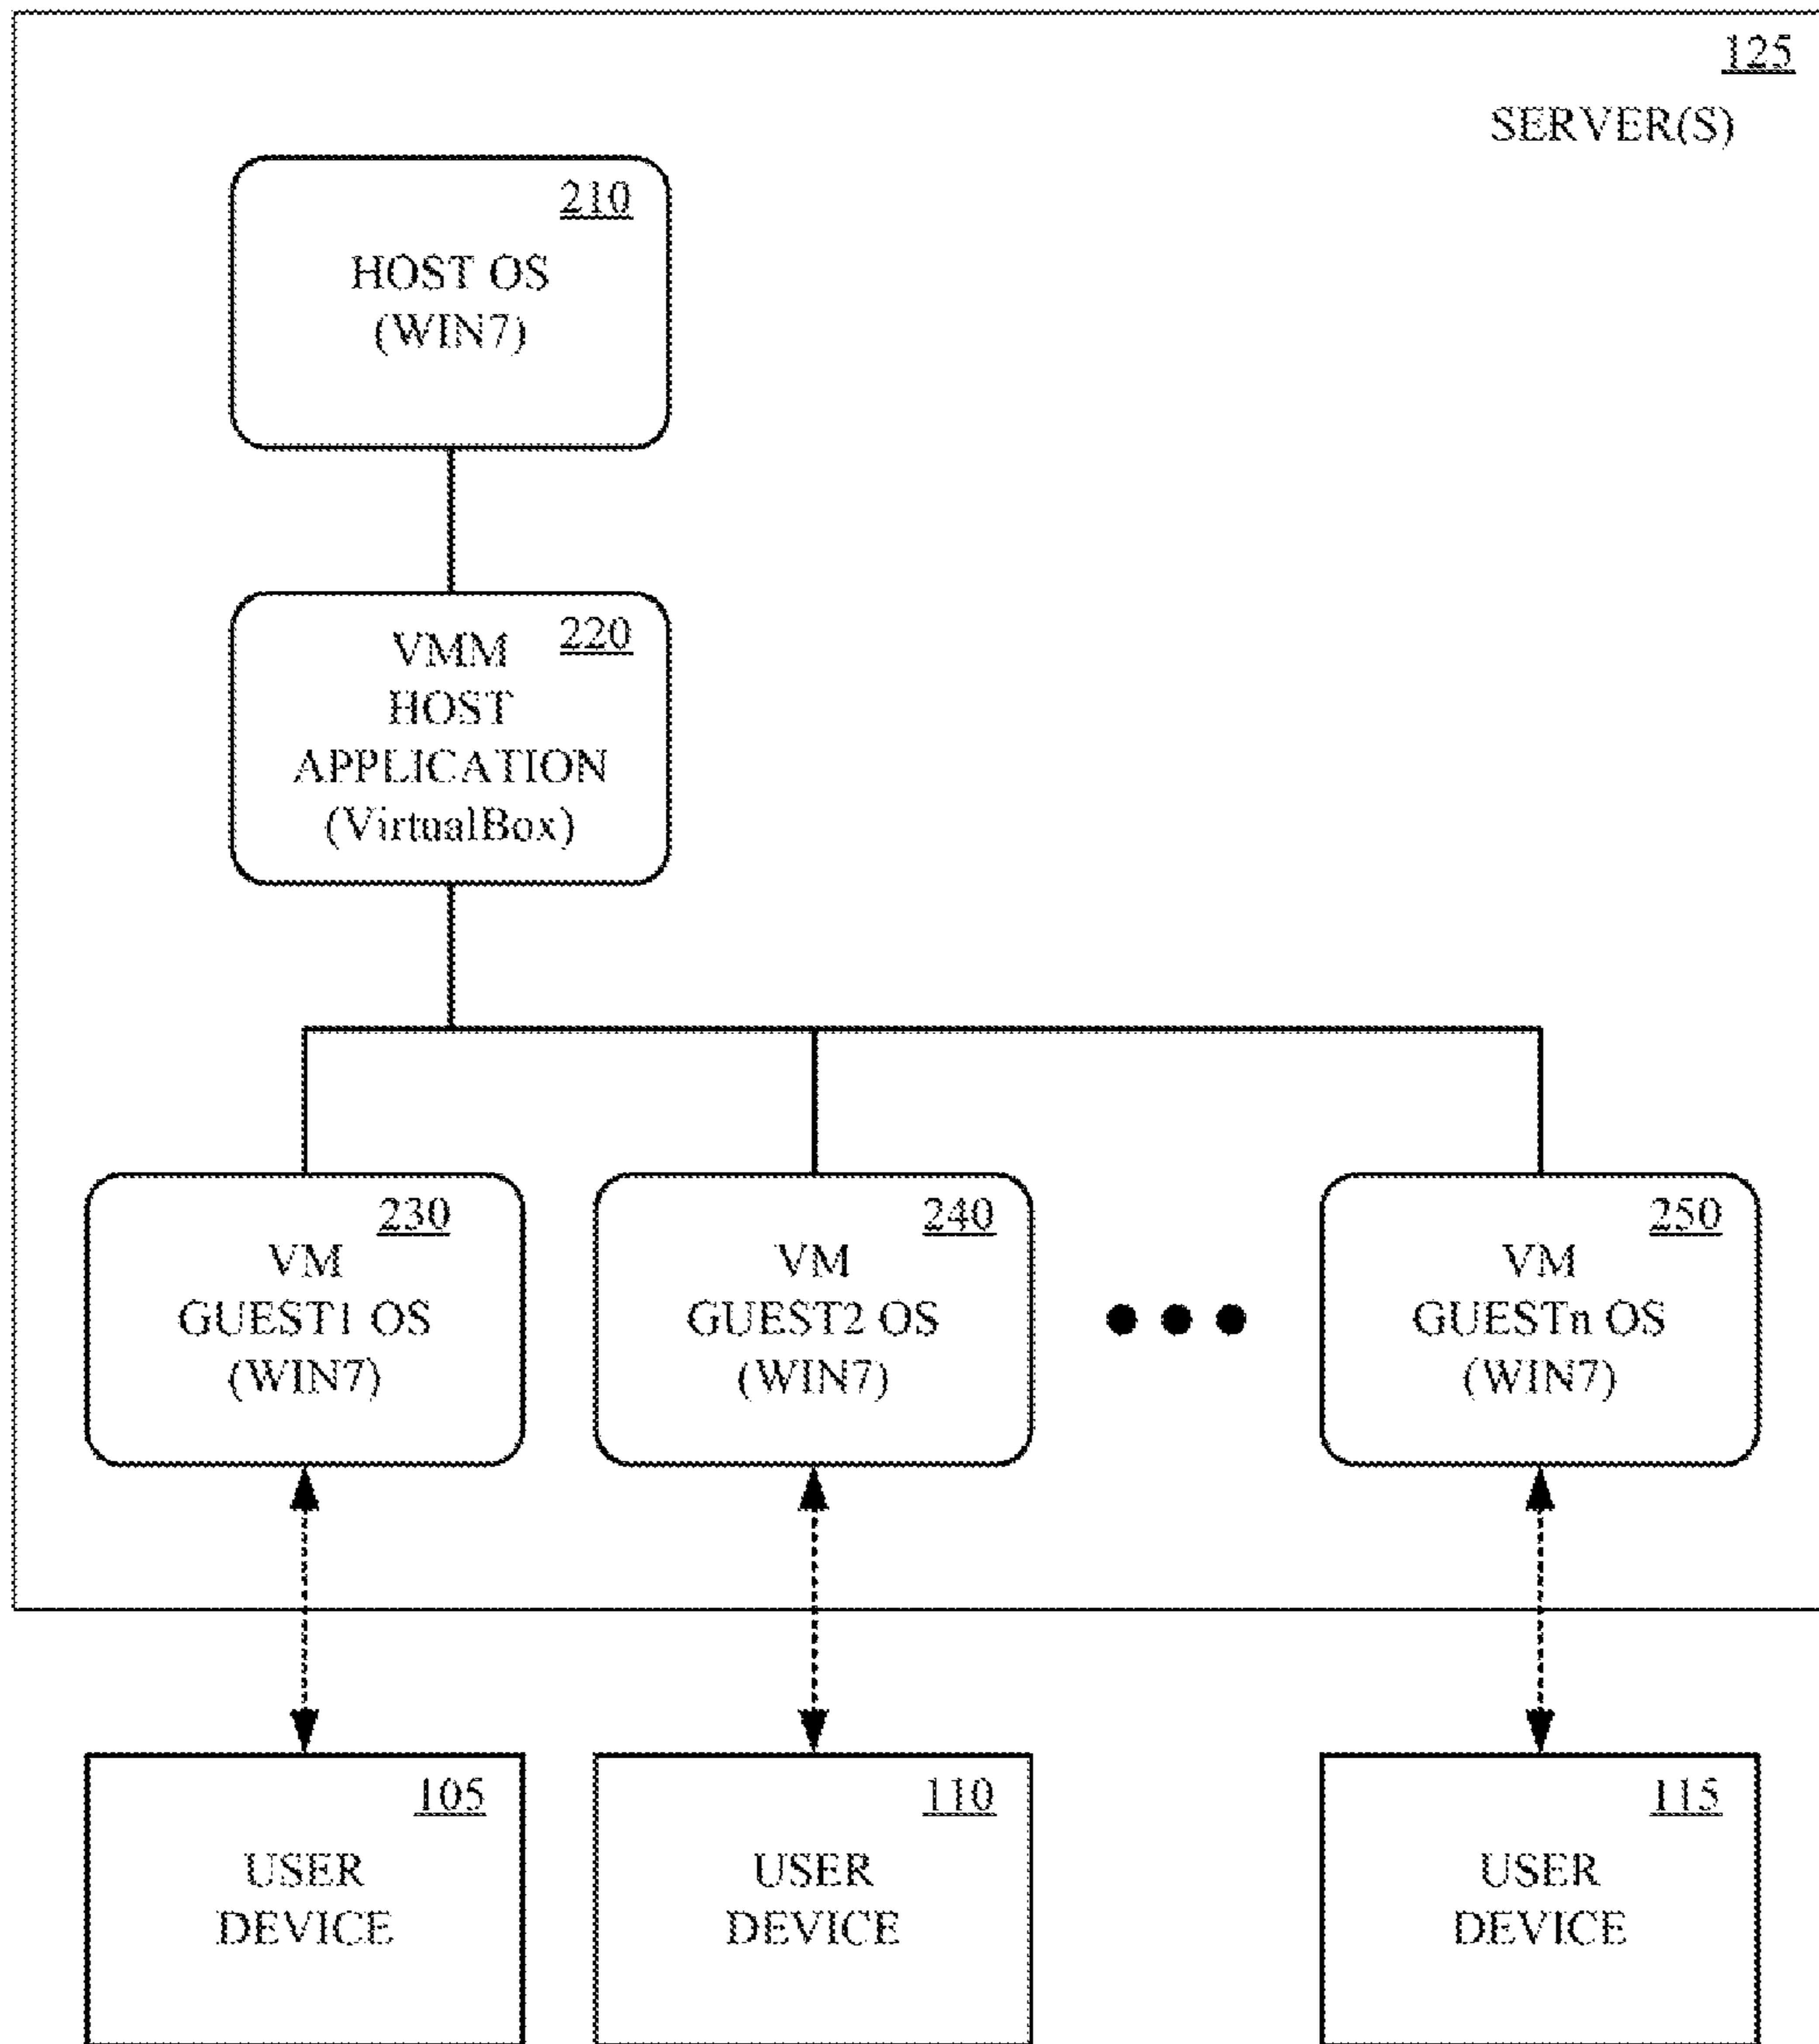 125
SERVER(S)
210
HOST OS
(WIN7)
220
VMM
HOST
APPLICATION
(VirtualBox)
230
VM
GUEST1 OS
(WIN7)
240
VM
GUEST2 OS
(WIN7)
250
VM
GUESTn OS
(WIN7)
105
USER
DEVICE
110
USER
DEVICE
115
USER
DEVICE